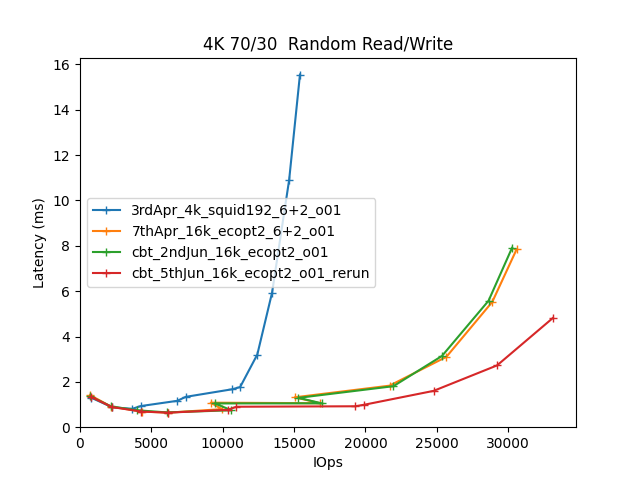 4K 70/30  Random Read/Write
Latency (ms)
16
14
12
10
8
6
4
2
0
3rdApr_4k_squid192_6+2_o01
7thApr_16k_ecopt2_6+2_o01
cbt_2ndJun_16k_ecopt2_o01
cbt_5thJun_16k_ecopt2_o01_rerun
0 5000 10000 15000 20000 25000 30000
IOps